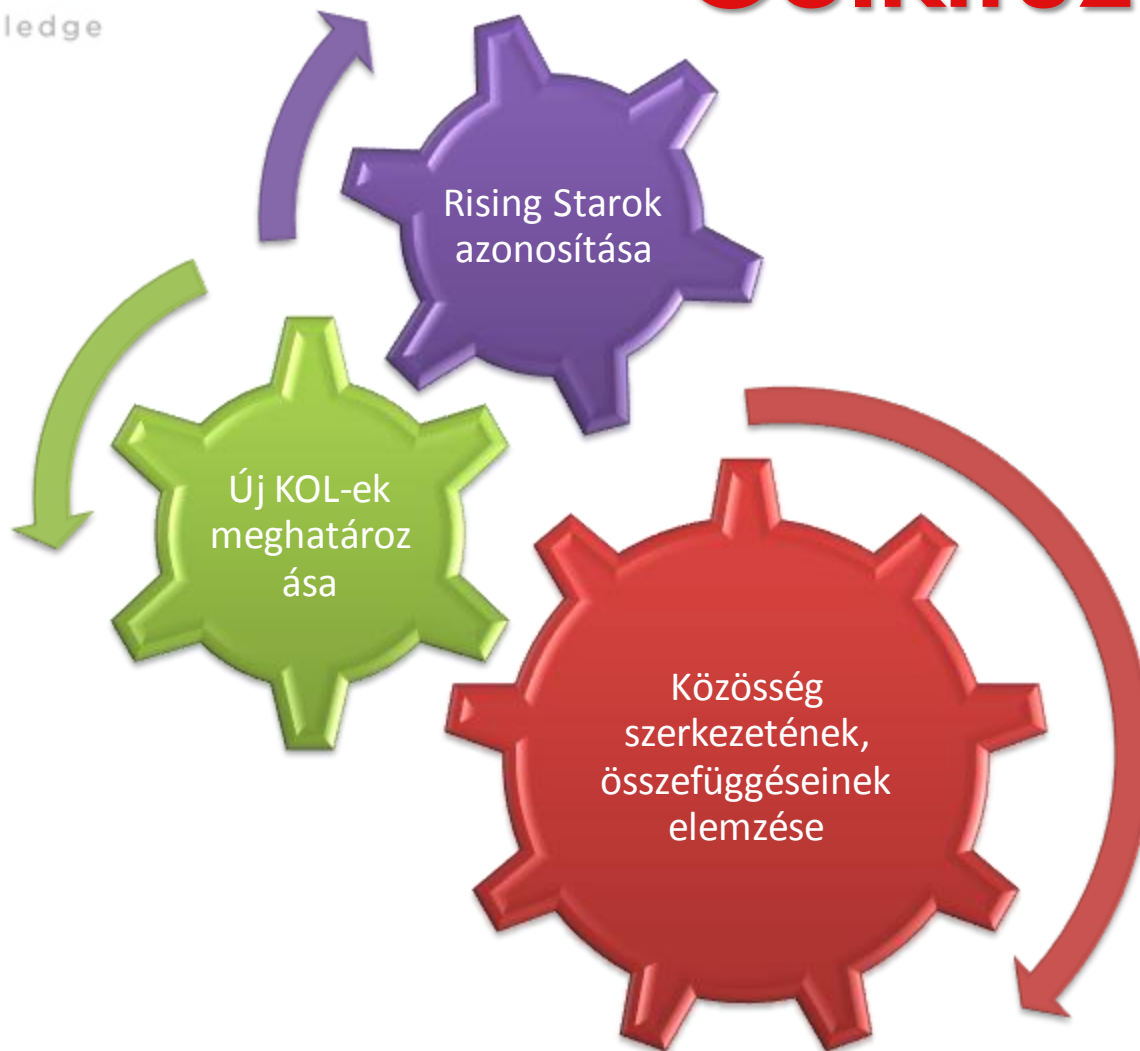 ledge
Rising Starok
azonosítása
Új KOL-ek
meghatároz
ása
Közösség
szerkezetének,
összefüggéseinek
elemzése